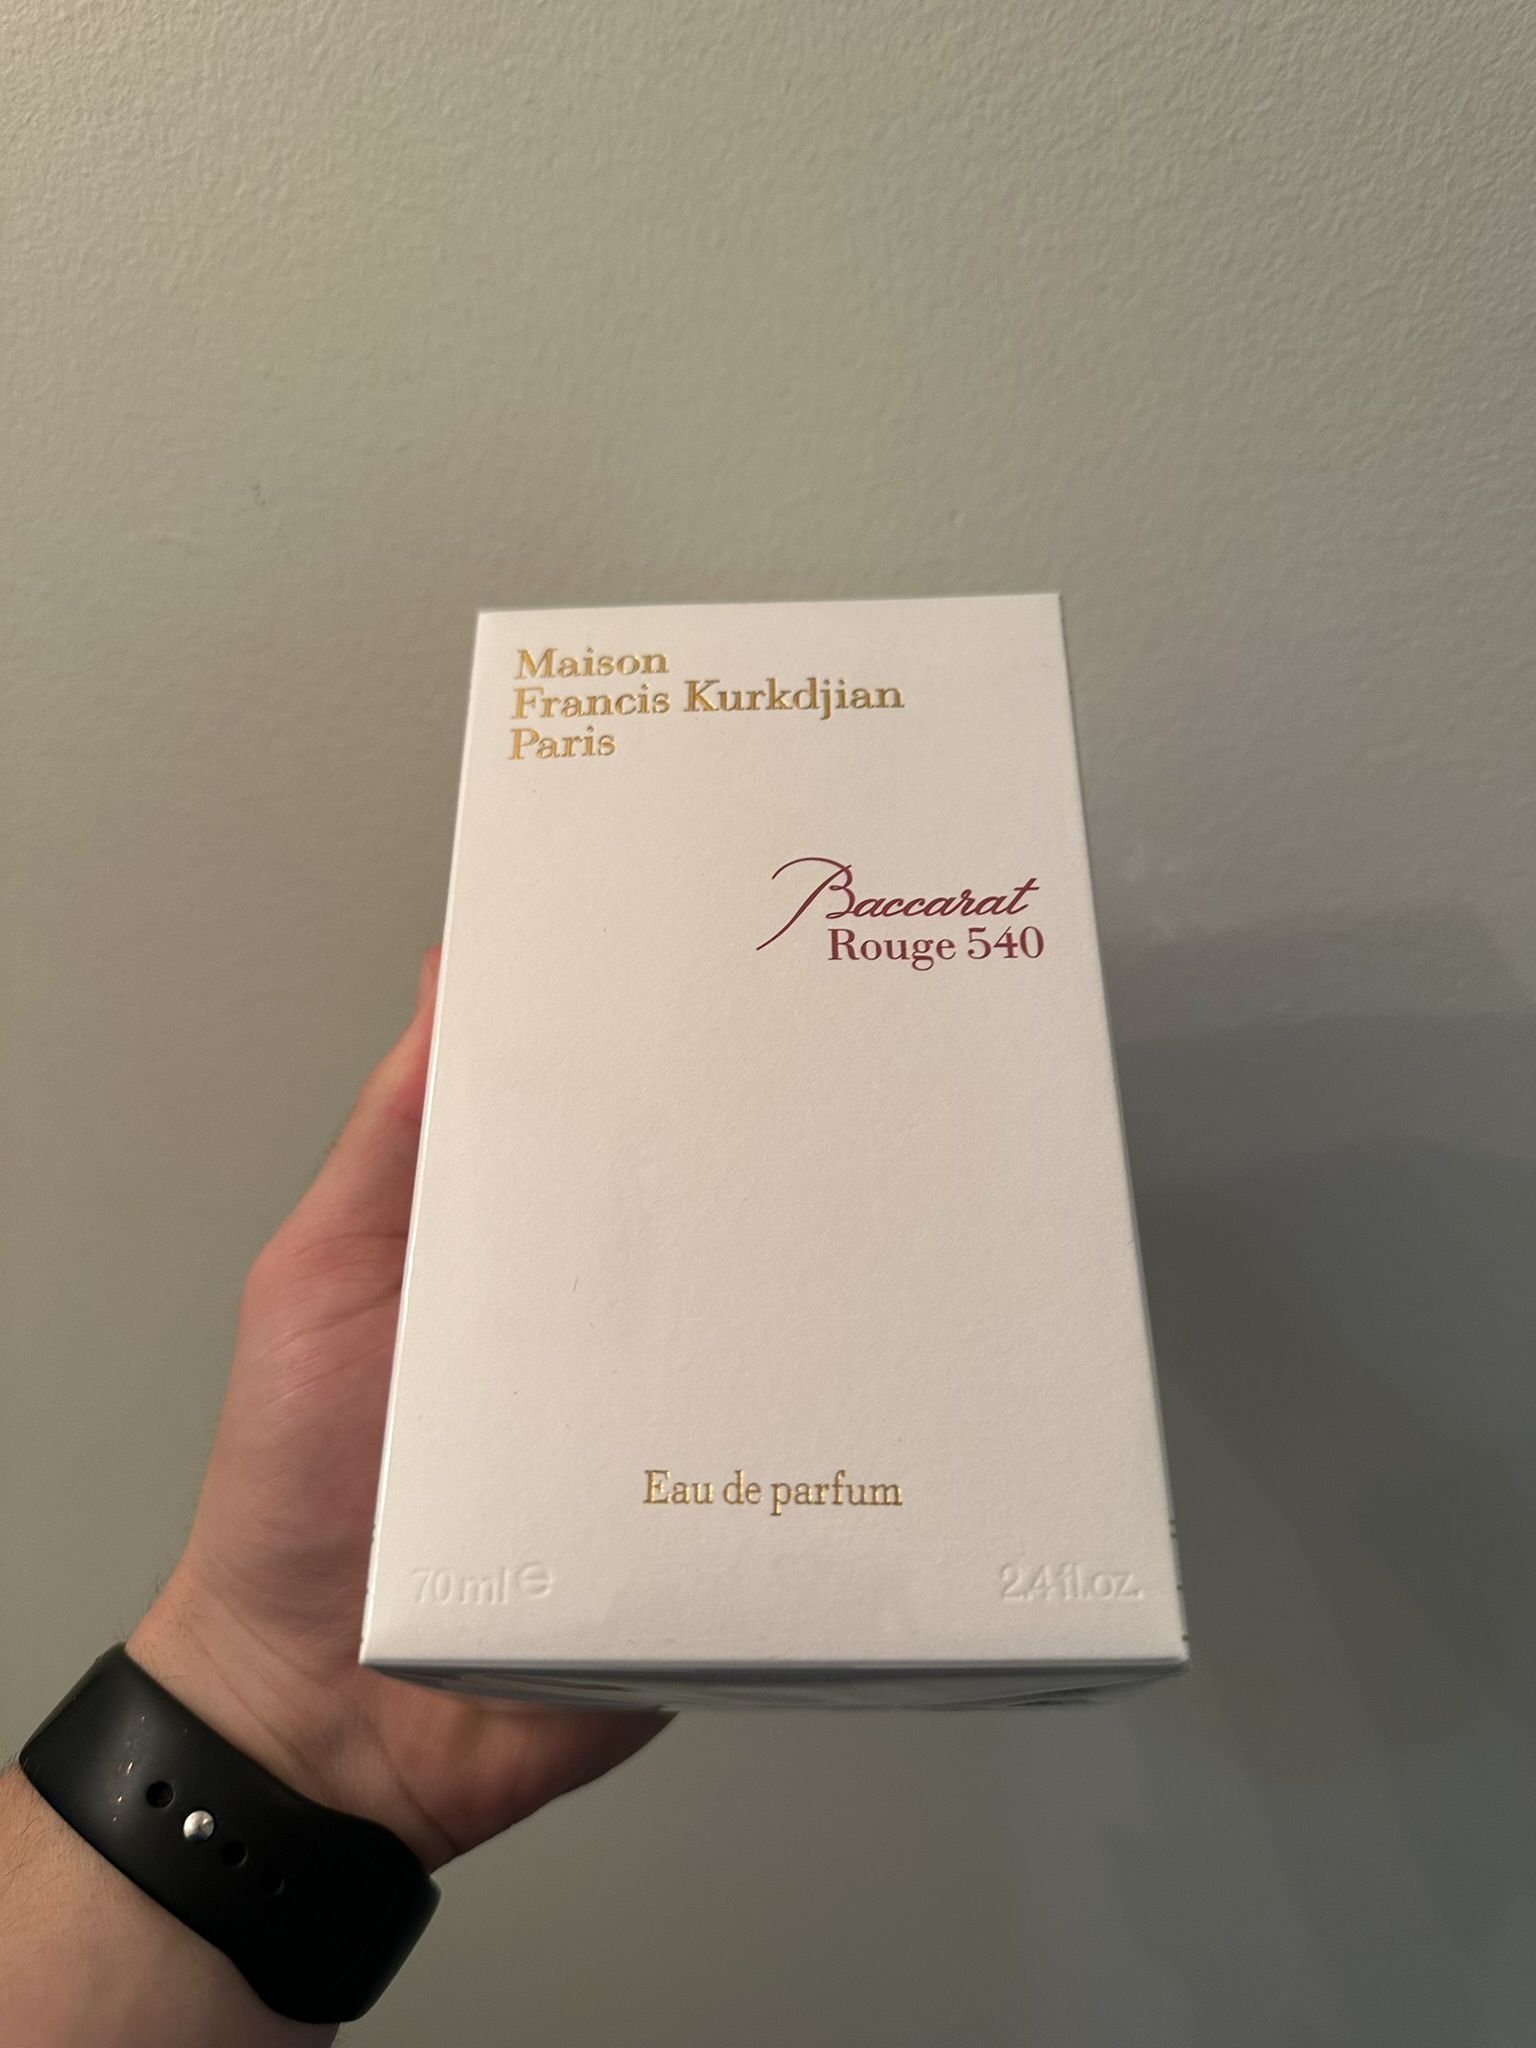 Maison
Francis Kurkdjian
Paris
Baccarat
Rouge 540
Eau de parfum
70 ml ℮
2.4 fl.oz.